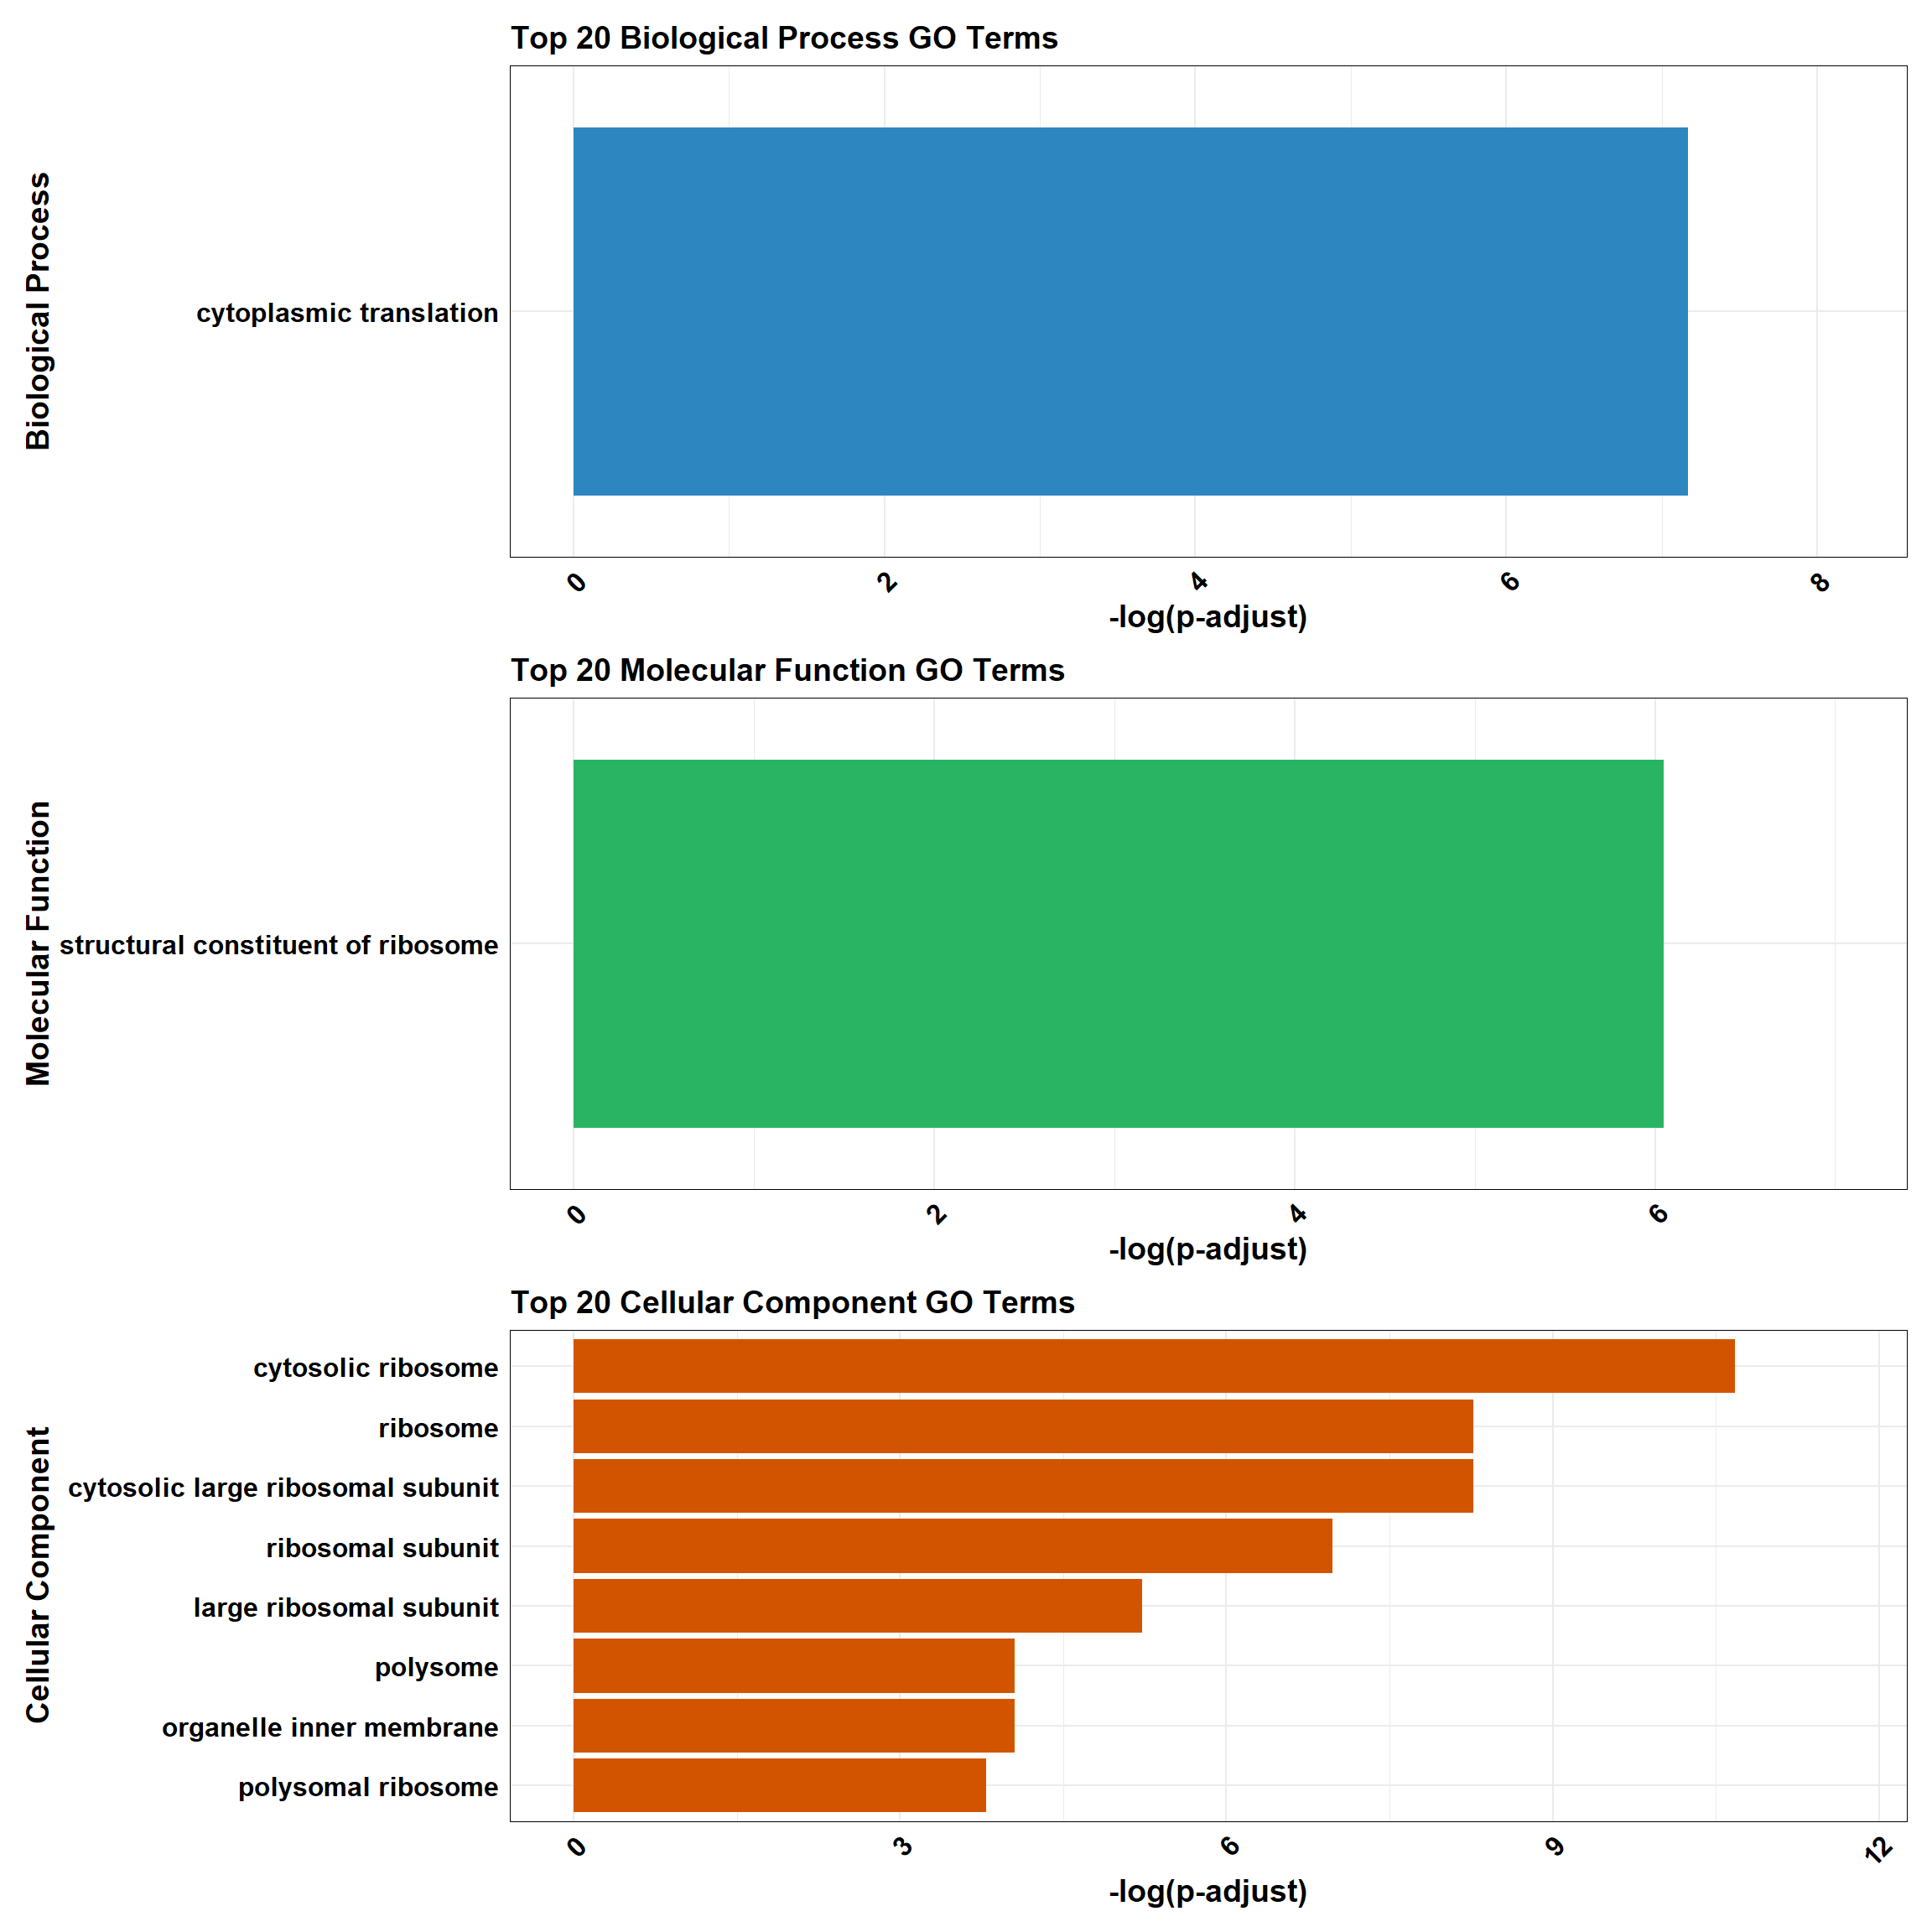 Top 20 Biological Process GO Terms
Biological Process
cytoplasmic translation
0 2 4 6 8
-log(p-adjust)
Top 20 Molecular Function GO Terms
Molecular Function
structural constituent of ribosome
0 2 4 6
-log(p-adjust)
Top 20 Cellular Component GO Terms
Cellular Component
cytosolic ribosome
ribosome
cytosolic large ribosomal subunit
ribosomal subunit
large ribosomal subunit
polysome
organelle inner membrane
polysomal ribosome
0 3 6 9 12
-log(p-adjust)